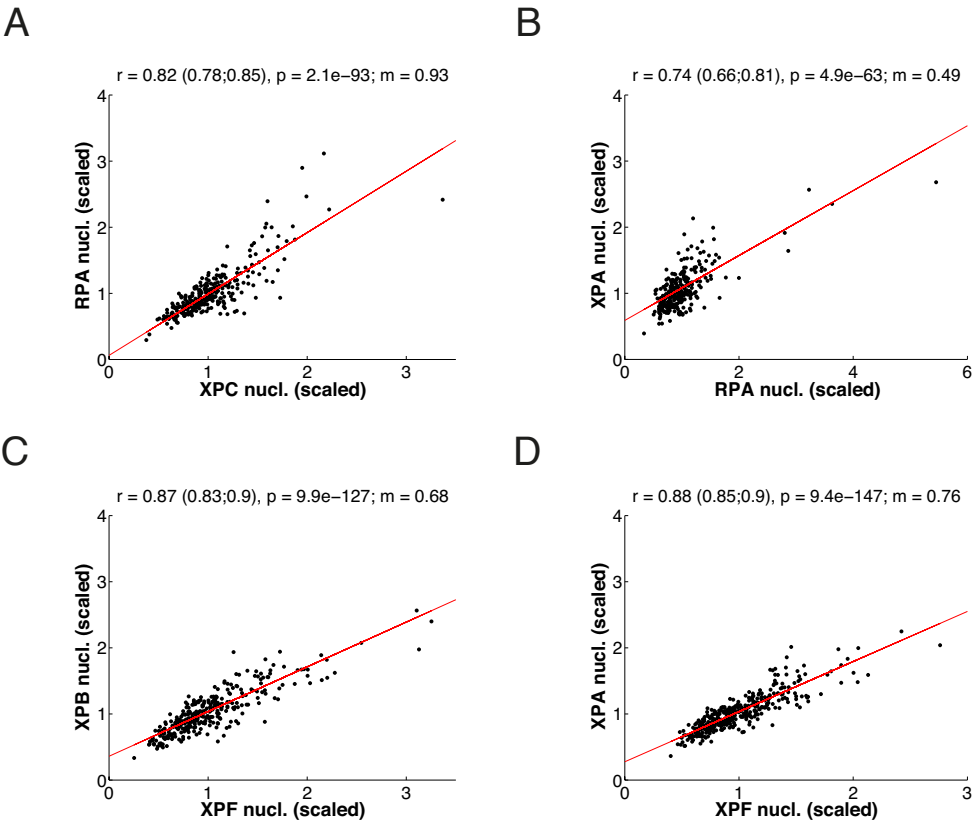 A
r = 0.82 (0.78;0.85), p = 2.1e−93; m = 0.93
4
3
2
1
0
0 1 2 3
RPA nucl. (scaled)
XPC nucl. (scaled)
B
r = 0.74 (0.66;0.81), p = 4.9e−63; m = 0.49
4
3
2
1
0
0 2 4 6
XPA nucl. (scaled)
RPA nucl. (scaled)
C
r = 0.87 (0.83;0.9), p = 9.9e−127; m = 0.68
4
3
2
1
0
0 1 2 3
XPB nucl. (scaled)
XPF nucl. (scaled)
D
r = 0.88 (0.85;0.9), p = 9.4e−147; m = 0.76
4
3
2
1
0
0 1 2 3
XPA nucl. (scaled)
XPF nucl. (scaled)